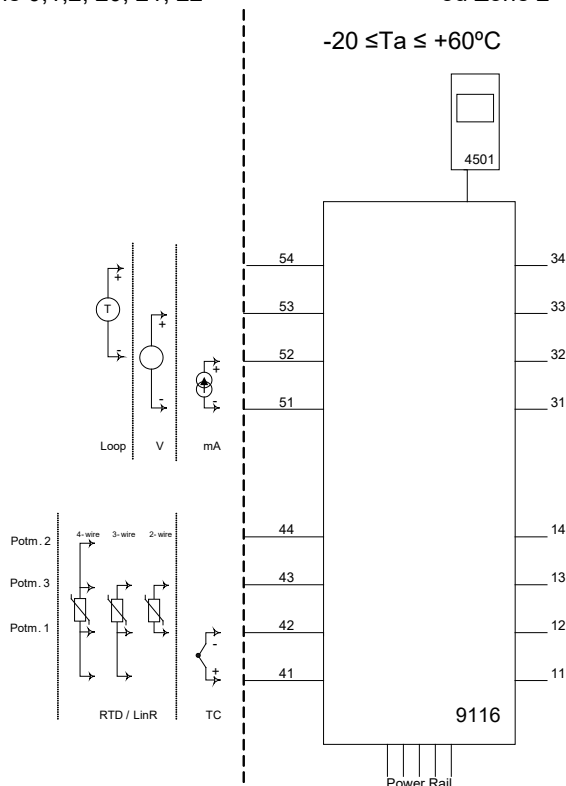 -20 ≤Ta ≤ +60ºC
4501
54
34
T
+
53
33
+
-
52
32
+
-
-
51
31
Loop
V
mA
44
14
Potm. 2
4-wire
3-wire
2-wire
Potm. 3
43
13
Potm. 1
42
12
-
+
41
11
RTD / LinR
TC
9116
Power Rail